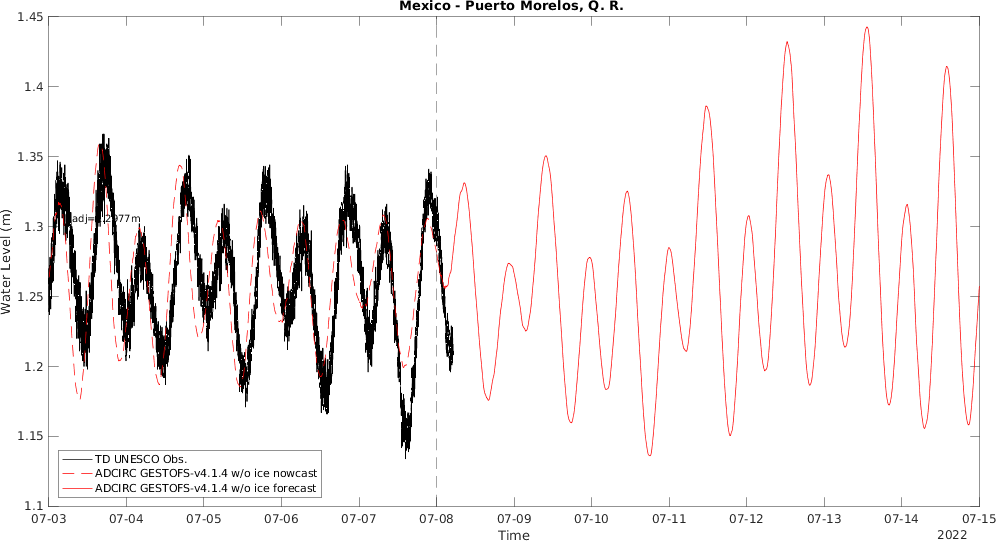 Mexico - Puerto Morelos, Q. R.
1.45
1.4
1.35
1.3
1.25
1.2
1.15
1.1
Water Level (m)
TD UNESCO Obs.
ADCIRC GESTOFS-v4.1.4 w/o ice nowcast
ADCIRC GESTOFS-v4.1.4 w/o ice forecast
07-03 07-04 07-05 07-06 07-07 07-08 07-09 07-10 07-11 07-12 07-13 07-14 07-15
Time
2022